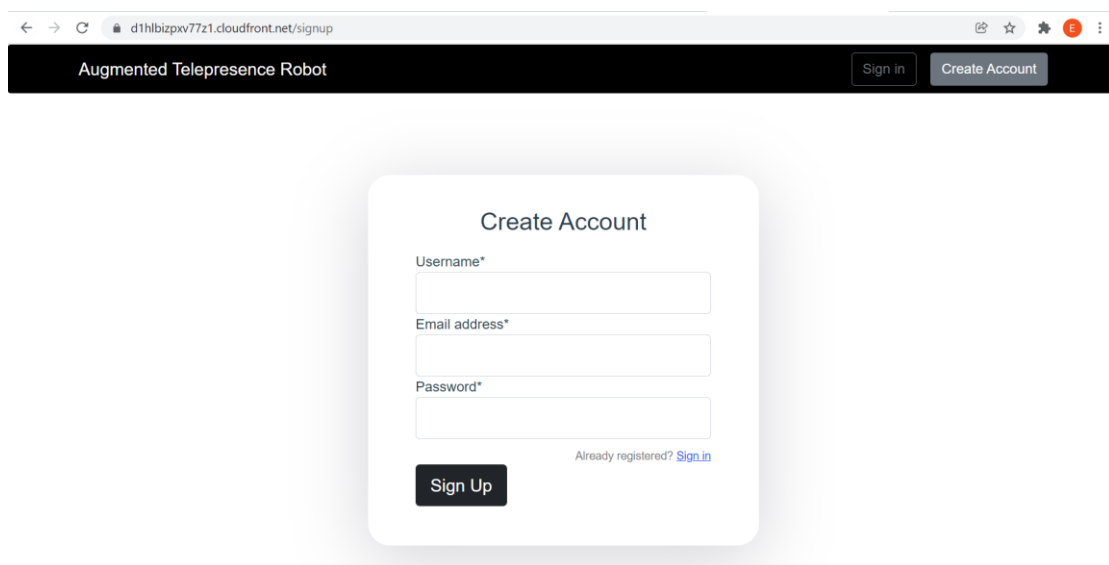 d1hlbizpxv77z1.cloudfront.net/signup
E
Augmented Telepresence Robot
Sign in
Create Account
Create Account
Username*
Email address*
Password*
Already registered? Sign in
Sign Up